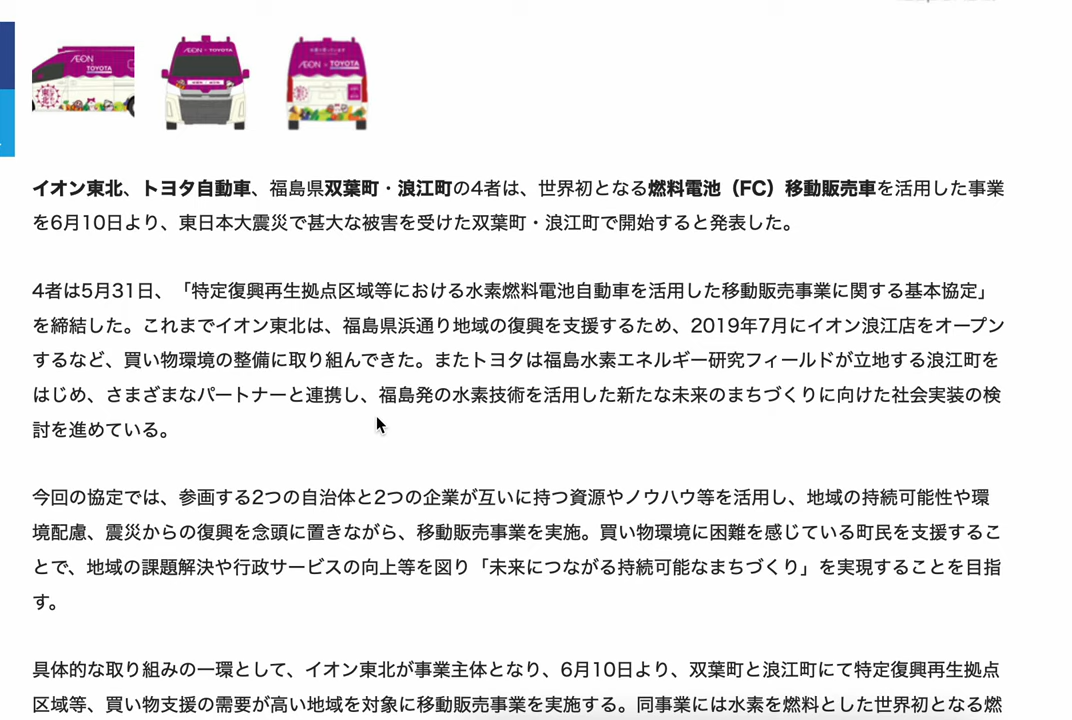 ÆON
TOYOTA
東北
ÆON × TOYOTA
ÆON × TOYOTA
イオン東北、トヨタ自動車、福島県双葉町・浪江町の4者は、世界初となる燃料電池（FC）移動販売車を活用した事業
を6月10日より、東日本大震災で甚大な被害を受けた双葉町・浪江町で開始すると発表した。
4者は5月31日、「特定復興再生拠点区域等における水素燃料電池自動車を活用した移動販売事業に関する基本協定」
を締結した。これまでイオン東北は、福島県浜通り地域の復興を支援するため、2019年7月にイオン浪江店をオープン
するなど、買い物環境の整備に取り組んできた。またトヨタは福島水素エネルギー研究フィールドが立地する浪江町を
はじめ、さまざまなパートナーと連携し、福島発の水素技術を活用した新たな未来のまちづくりに向けた社会実装の検
討を進めている。
今回の協定では、参画する2つの自治体と2つの企業が互いに持つ資源やノウハウ等を活用し、地域の持続可能性や環
境配慮、震災からの復興を念頭に置きながら、移動販売事業を実施。買い物環境に困難を感じている町民を支援するこ
とで、地域の課題解決や行政サービスの向上等を図り「未来につながる持続可能なまちづくり」を実現することを目指
す。
具体的な取り組みの一環として、イオン東北が事業主体となり、6月10日より、双葉町と浪江町にて特定復興再生拠点
区域等、買い物支援の需要が高い地域を対象に移動販売事業を実施する。同事業には水素を燃料とした世界初となる燃